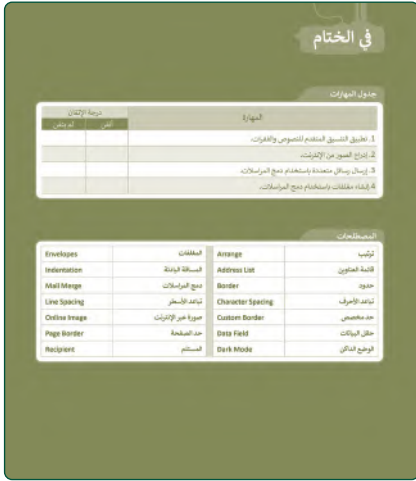 في الختام
جدول المهارات
المهارة
درجة الإتقان
أتقن لم يتقن
1. تطبيق التنسيق المتقدم للنصوص والفقرات.
2. إدراج الصور من الإنترنت.
3. إرسال رسائل متعددة باستخدام دمج المراسلات.
4. إنشاء مغلفات باستخدام دمج المراسلات.
المصطلحات
ترتيب Arrange المغلفات Envelopes
قائمة العناوين Address List المسافة البادئة Indentation
حدود Border دمج المراسلات Mail Merge
تباعد الأحرف Character Spacing تباعد الأسطر Line Spacing
حد مخصص Custom Border صورة عبر الإنترنت Online Image
حقل البيانات Data Field حد الصفحة Page Border
الوضع الداكن Dark Mode المستلم Recipient